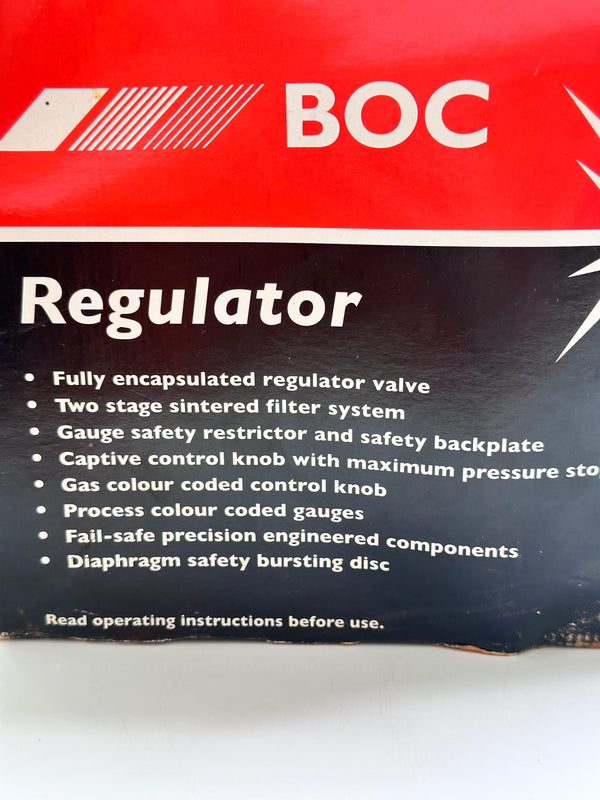 BOC
Regulator
• Fully encapsulated regulator valve
• Two stage sintered filter system
• Gauge safety restrictor and safety backplate
• Captive control knob with maximum pressure sto
• Gas colour coded control knob
• Process colour coded gauges
• Fail-safe precision engineered components
• Diaphragm safety bursting disc
Read operating instructions before use.